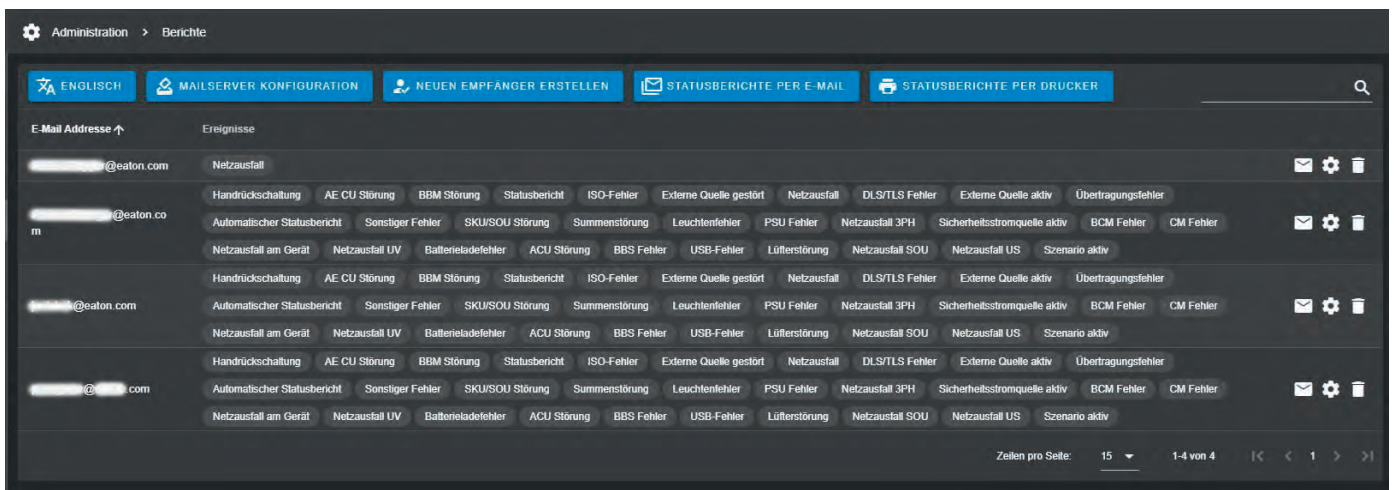 Administration > Berichte
ENGLISCH MAILSERVER KONFIGURATION NEUEN EMPFÄNGER ERSTELLEN STATUSBERICHTE PER E-MAIL STATUSBERICHTE PER DRUCKER
E-Mail Addresse Ereignisse
@eaton.com Netzausfall
Handrückschaltung AE CU Störung BBM Störung Statusbericht ISO-Fehler Externe Quelle gestört Netzausfall DLS/TLS Fehler Externe Quelle aktiv Übertragungsfehler
@eaton.co
m
Automatischer Statusbericht Sonstiger Fehler SKU/SOU Störung Summenstörung Leuchtenfehler PSU Fehler Netzausfall 3PH Sicherheitsstromquelle aktiv BCM Fehler CM Fehler
Netzausfall am Gerät Netzausfall UV Batterieladefehler ACU Störung BBS Fehler USB-Fehler Lüfterstörung Netzausfall SOU Netzausfall US Szenario aktiv
Handrückschaltung AE CU Störung BBM Störung Statusbericht ISO-Fehler Externe Quelle gestört Netzausfall DLS/TLS Fehler Externe Quelle aktiv Übertragungsfehler
@eaton.com Automatischer Statusbericht Sonstiger Fehler SKU/SOU Störung Summenstörung Leuchtenfehler PSU Fehler Netzausfall 3PH Sicherheitsstromquelle aktiv BCM Fehler CM Fehler
Netzausfall am Gerät Netzausfall UV Batterieladefehler ACU Störung BBS Fehler USB-Fehler Lüfterstörung Netzausfall SOU Netzausfall US Szenario aktiv
Handrückschaltung AE CU Störung BBM Störung Statusbericht ISO-Fehler Externe Quelle gestört Netzausfall DLS/TLS Fehler Externe Quelle aktiv Übertragungsfehler
@ .com Automatischer Statusbericht Sonstiger Fehler SKU/SOU Störung Summenstörung Leuchtenfehler PSU Fehler Netzausfall 3PH Sicherheitsstromquelle aktiv BCM Fehler CM Fehler
Netzausfall am Gerät Netzausfall UV Batterieladefehler ACU Störung BBS Fehler USB-Fehler Lüfterstörung Netzausfall SOU Netzausfall US Szenario aktiv
Zeilen pro Seite: 15 1-4 von 4 |< < 1 > >|